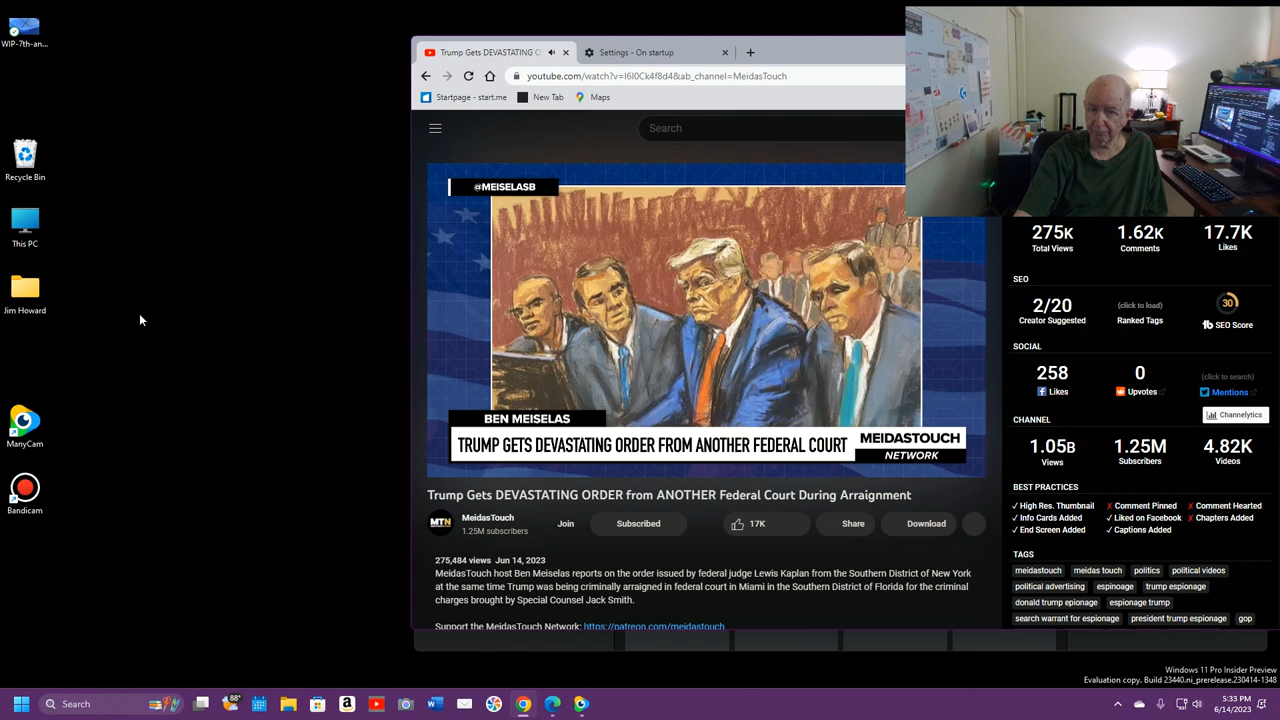 WIP-7th-an...
Recycle Bin
This PC
Jim Howard
ManyCam
Bandicam
Trump Gets DEVASTATING O
Settings - On startup
youtube.com/watch?v=I6I0Ck4f8d4&ab_channel=MeidasTouch
Startpage - start.me
New Tab
Maps
Search
@MEISELASB
BEN MEISELAS
TRUMP GETS DEVASTATING ORDER FROM ANOTHER FEDERAL COURT
MEIDASTOUCH
NETWORK
Trump Gets DEVASTATING ORDER from ANOTHER Federal Court During Arraignment
MTN
MeidasTouch
1.25M subscribers
Join
Subscribed
17K
Share
Download
275,484 views Jun 14, 2023
MeidasTouch host Ben Meiselas reports on the order issued by federal judge Lewis Kaplan from the Southern District of New York
at the same time Trump was being criminally arraigned in federal court in Miami in the Southern District of Florida for the criminal
charges brought by Special Counsel Jack Smith.
Support the MeidasTouch Network: https://patreon.com/meidastouch
275K 1.62K 17.7K
Total Views Comments Likes
SEO
2/20 (click to load) 30
Creator Suggested Ranked Tags tb SEO Score
SOCIAL
258 0 (click to search)
Likes Upvotes Mentions
Channelytics
CHANNEL
1.05B 1.25M 4.82K
Views Subscribers Videos
BEST PRACTICES
✓ High Res. Thumbnail ✗ Comment Pinned ✗ Comment Hearted
✓ Info Cards Added ✓ Liked on Facebook ✗ Chapters Added
✓ End Screen Added ✓ Captions Added
TAGS
meidastouch meidas touch politics political videos
political advertising espinoage trump espionage
donald trump epionage espionage trump
search warrant for espionage president trump espionage gop
Windows 11 Pro Insider Preview
Evaluation copy. Build 23440.ni_prerelease.230414-1348
Search
88°
5:33 PM
6/14/2023